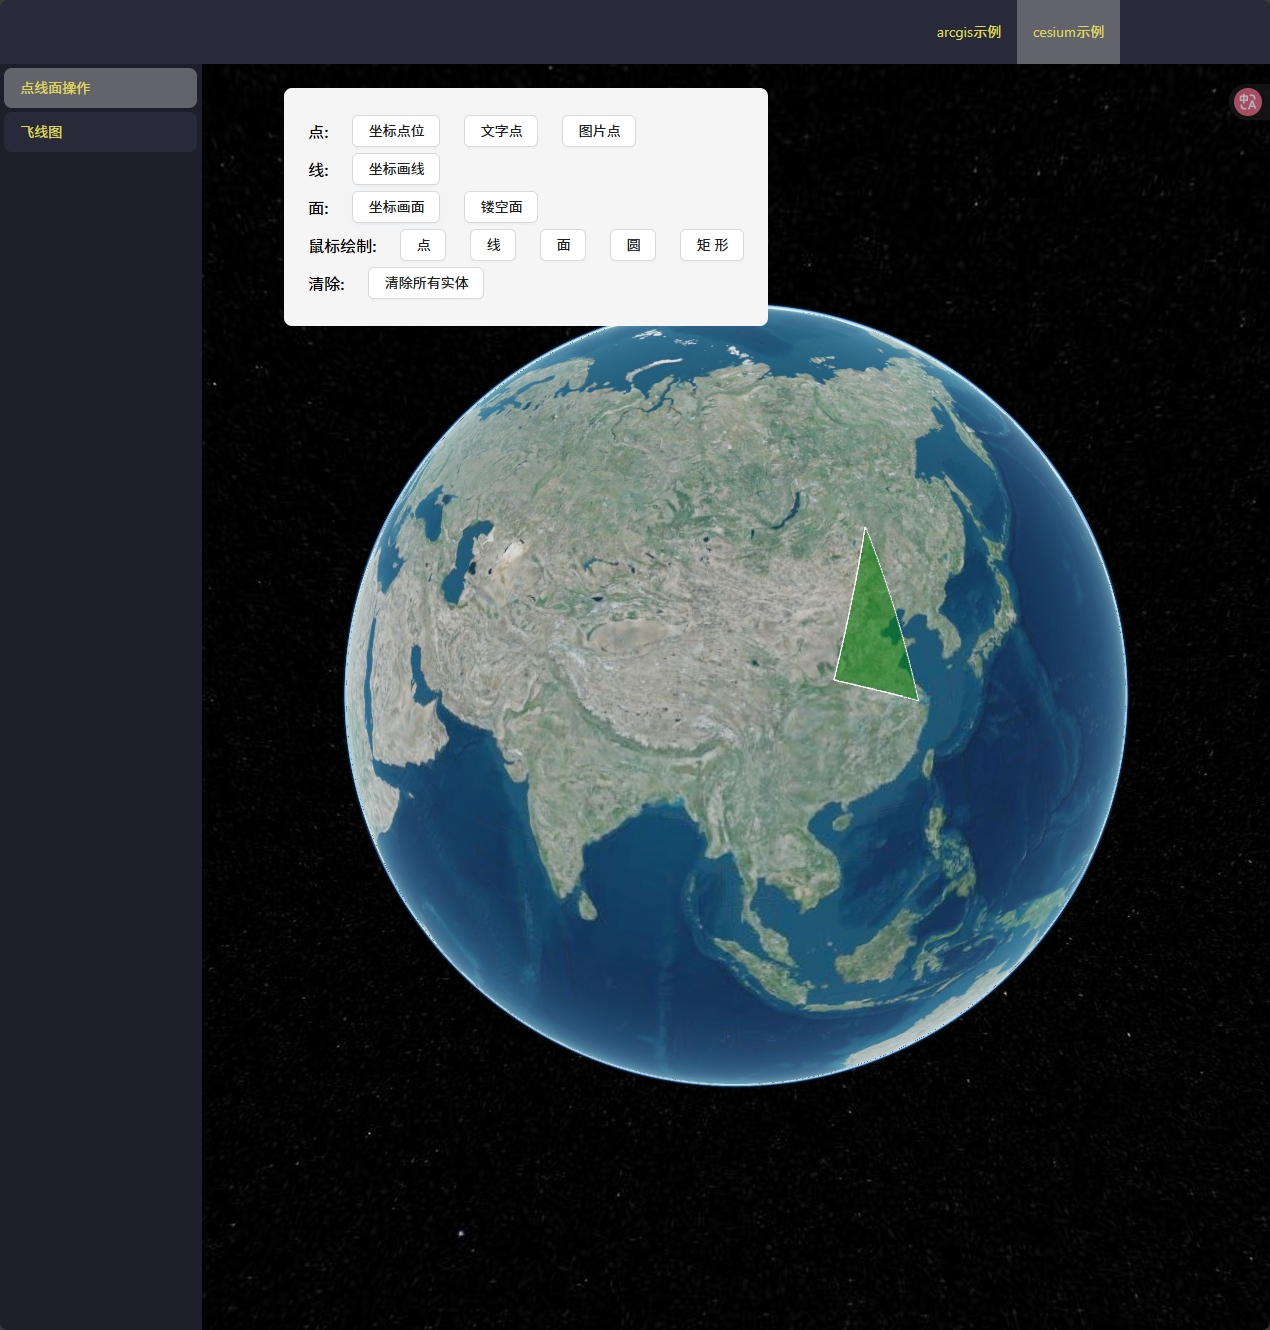 arcgis示例 cesium示例
点线面操作
飞线图
点: 坐标点位 文字点 图片点
线: 坐标画线
面: 坐标画面 镂空面
鼠标绘制: 点 线 面 圆 矩 形
清除: 清除所有实体
中 A